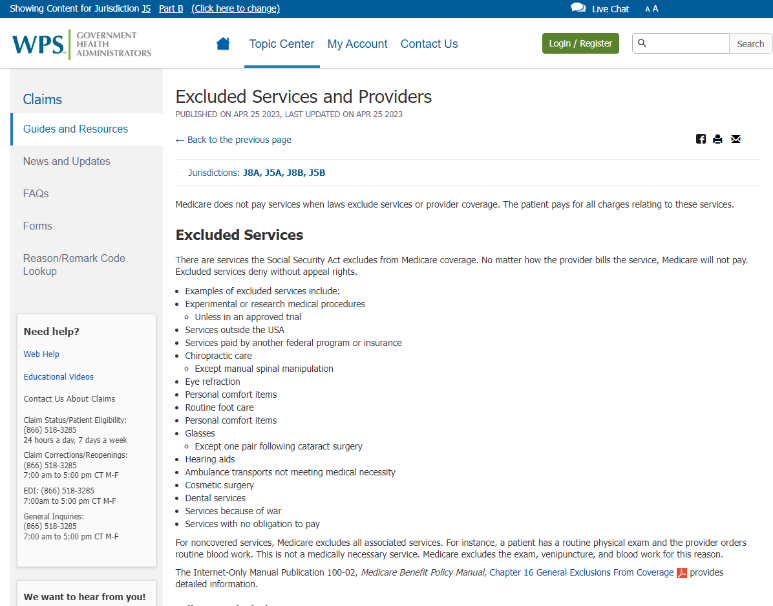 Showing Content for Jurisdiction J5 Part B (Click here to change)
Live Chat A A
WPS GOVERNMENT HEALTH ADMINISTRATORS
Topic Center My Account Contact Us
Login / Register
Search
Claims
Guides and Resources
News and Updates
FAQs
Forms
Reason/Remark Code
Lookup
Need help?
Web Help
Educational Videos
Contact Us About Claims
Claim Status/Patient Eligibility:
(866) 518-3285
24 hours a day, 7 days a week
Claim Corrections/Reopenings:
(866) 518-3285
7:00 am to 5:00 pm CT M-F
EDI: (866) 518-3285
7:00am to 5:00 pm CT M-F
General Inquiries:
(866) 518-3285
7:00 am to 5:00 pm CT M-F
We want to hear from you!
Excluded Services and Providers
PUBLISHED ON APR 25 2023, LAST UPDATED ON APR 25 2023
← Back to the previous page
Jurisdictions: J8A, J5A, J8B, J5B
Medicare does not pay services when laws exclude services or provider coverage. The patient pays for all charges relating to these services.
Excluded Services
There are services the Social Security Act excludes from Medicare coverage. No matter how the provider bills the service, Medicare will not pay.
Excluded services deny without appeal rights.
• Examples of excluded services include:
• Experimental or research medical procedures
○ Unless in an approved trial
• Services outside the USA
• Services paid by another federal program or insurance
• Chiropractic care
○ Except manual spinal manipulation
• Eye refraction
• Personal comfort items
• Routine foot care
• Personal comfort items
• Glasses
○ Except one pair following cataract surgery
• Hearing aids
• Ambulance transports not meeting medical necessity
• Cosmetic surgery
• Dental services
• Services because of war
• Services with no obligation to pay
For noncovered services, Medicare excludes all associated services. For instance, a patient has a routine physical exam and the provider orders
routine blood work. This is not a medically necessary service. Medicare excludes the exam, venipuncture, and blood work for this reason.
The Internet-Only Manual Publication 100-02, Medicare Benefit Policy Manual, Chapter 16 General Exclusions From Coverage provides
detailed information.